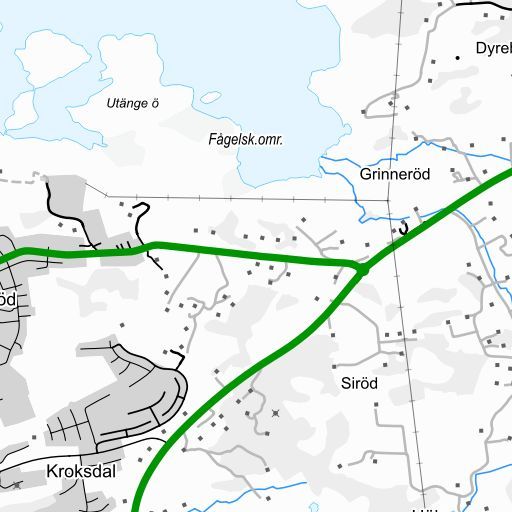 Dyrel
Utänge ö
Fågelsk.omr.
Grinneröd
öd
Siröd
Kroksdal